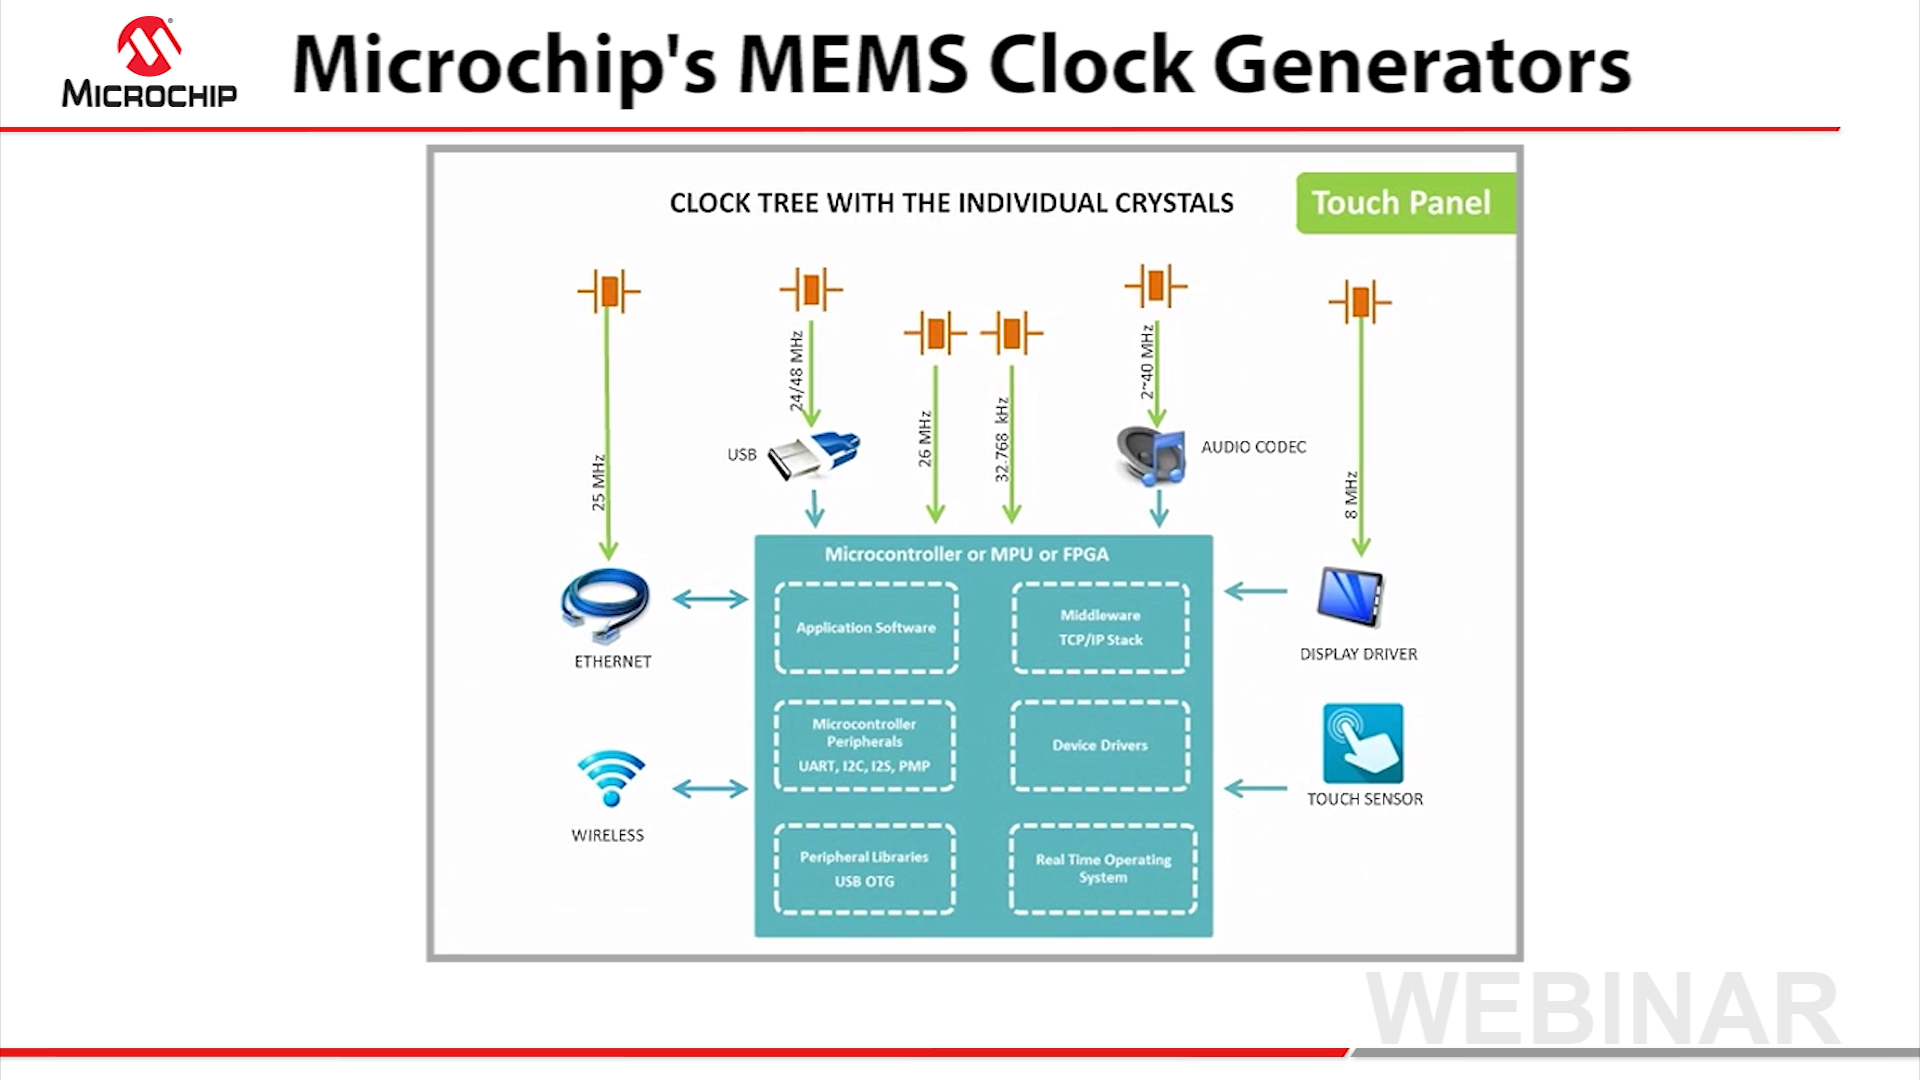 MICROCHIP
Microchip's MEMS Clock Generators
CLOCK TREE WITH THE INDIVIDUAL CRYSTALS
Touch Panel
25 MHz
24/48 MHz
26 MHz
32.768 kHz
2~40 MHz
8 MHz
USB
AUDIO CODEC
Microcontroller or MPU or FPGA
Application Software
Middleware
TCP/IP Stack
ETHERNET
DISPLAY DRIVER
Microcontroller
Peripherals
UART, I2C, I2S, PMP
Device Drivers
WIRELESS
TOUCH SENSOR
Peripheral Libraries
USB OTG
Real Time Operating
System
WEBINAR